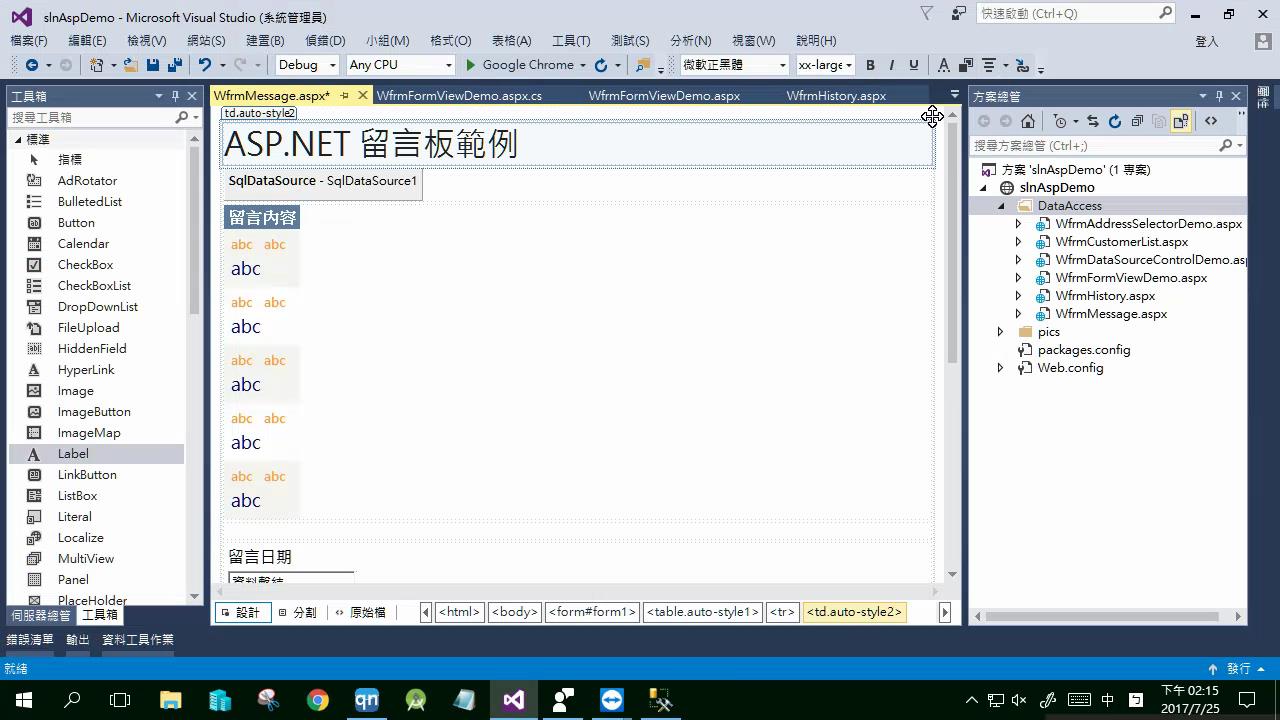 slnAspDemo - Microsoft Visual Studio (系統管理員)
快速啟動 (Ctrl+Q)
檔案(F) 編輯(E) 檢視(V) 網站(S) 建置(B) 偵錯(D) 小組(M) 格式(O) 表格(A) 工具(T) 測試(S) 分析(N) 視窗(W) 說明(H) 登入
Debug Any CPU Google Chrome 微軟正黑體 xx-large B I U A
工具箱
搜尋工具箱
標準
指標
AdRotator
BulletedList
Button
Calendar
CheckBox
CheckBoxList
DropDownList
FileUpload
HiddenField
HyperLink
Image
ImageButton
ImageMap
Label
LinkButton
ListBox
Literal
Localize
MultiView
Panel
PlaceHolder
伺服器總管 工具箱
WfrmMessage.aspx* WfrmFormViewDemo.aspx.cs WfrmFormViewDemo.aspx WfrmHistory.aspx
td.auto-style2
ASP.NET 留言板範例
SqlDataSource - SqlDataSource1
留言內容
abc abc
abc
abc abc
abc
abc abc
abc
abc abc
abc
abc abc
abc
留言日期
資料繫結
設計 分割 原始檔 <html> <body> <form#form1> <table.auto-style1> <tr> <td.auto-style2>
方案總管
搜尋方案總管 (Ctrl+;)
方案 'slnAspDemo' (1 專案)
slnAspDemo
DataAccess
WfrmAddressSelectorDemo.aspx
WfrmCustomerList.aspx
WfrmDataSourceControlDemo.asp
WfrmFormViewDemo.aspx
WfrmHistory.aspx
WfrmMessage.aspx
pics
packages.config
Web.config
錯誤清單 輸出 資料工具作業
就緒 發行
qn 中
下午 02:15
2017/7/25